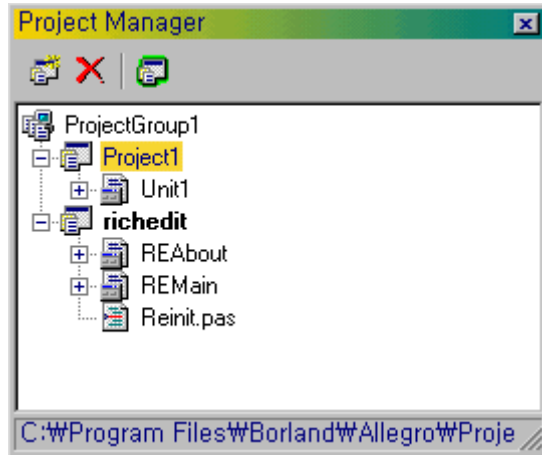 Project Manager
ProjectGroup1
Project1
Unit1
richedit
REAbout
REMain
Reinit.pas
C:₩Program Files₩Borland₩Allegro₩Proje